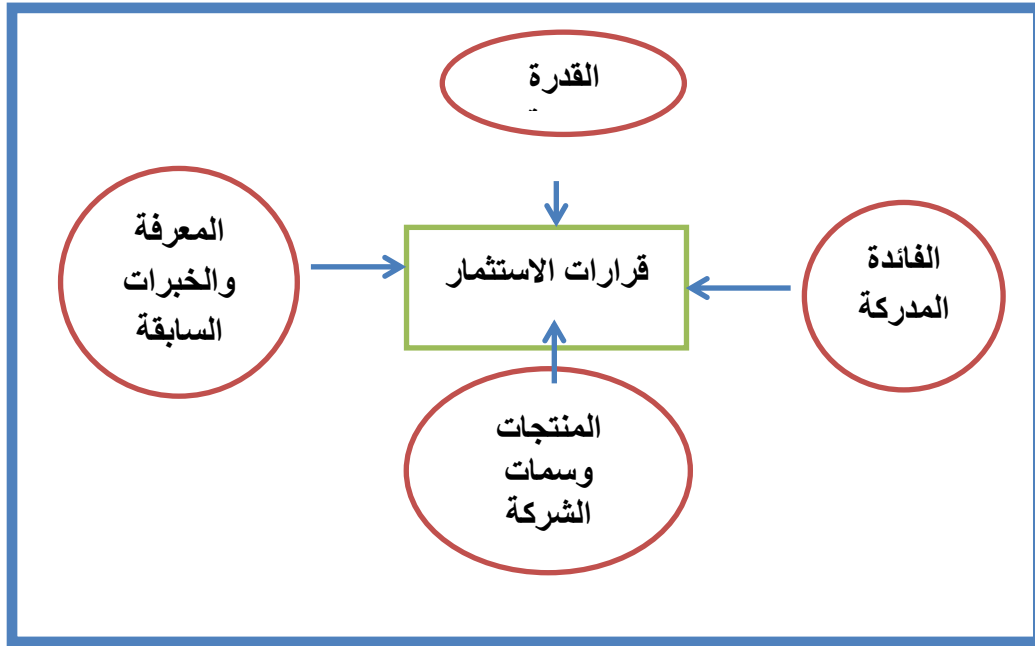 القدرة
قرارات الاستثمار
المعرفة
والخبرات
السابقة
الفائدة
المدركة
المنتجات
وسمات
الشركة